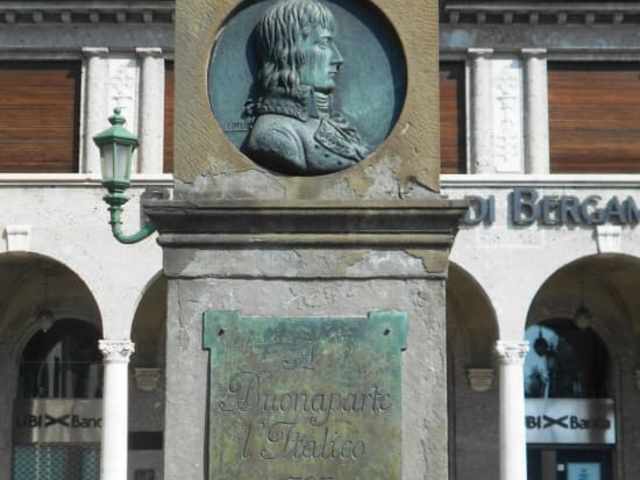 DI BERGAM
A
Buonaparte
l'Italico
UBI Banca
UBI Banca